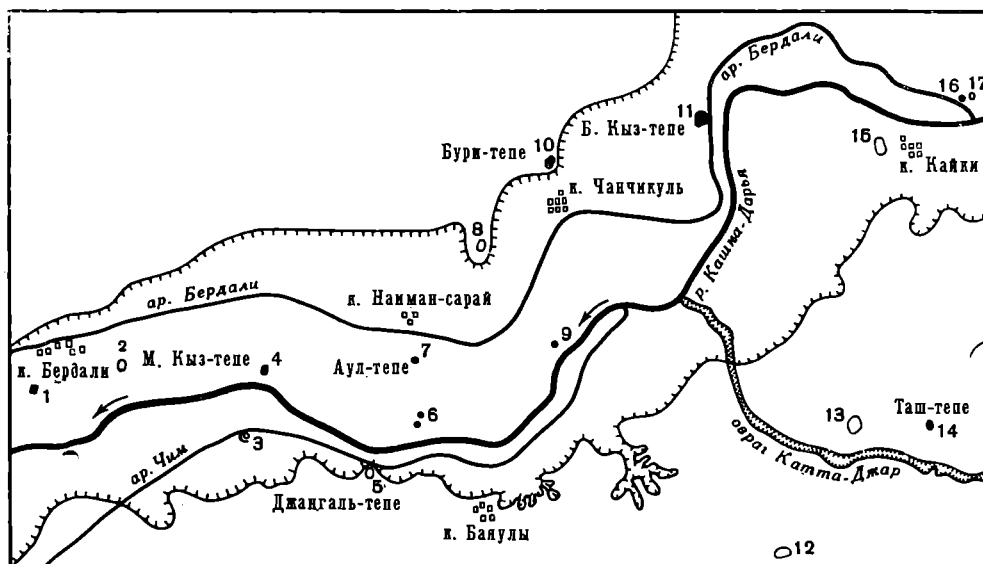 ар. Бердали
16 17
11
Б. Кыз-тепе
15
к. Кайки
10
Бури-тепе
к. Чанчикуль
р. Кашка-Дарья
8
ар. Бердали
к. Найман-сарай
9
2
М. Кыз-тепе
4
7
к. Бердали
Аул-тепе
1
6
13
Таш-тепе
14
3
ар. Чим
5
овраг Катта-Джар
Джангаль-тепе
к. Баяулы
12